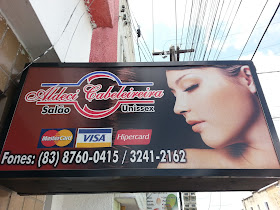 Aldeci Cabeleireira
Salão Unissex
MasterCard VISA Hipercard
Fones: (83) 8760-0415 / 3241-2162